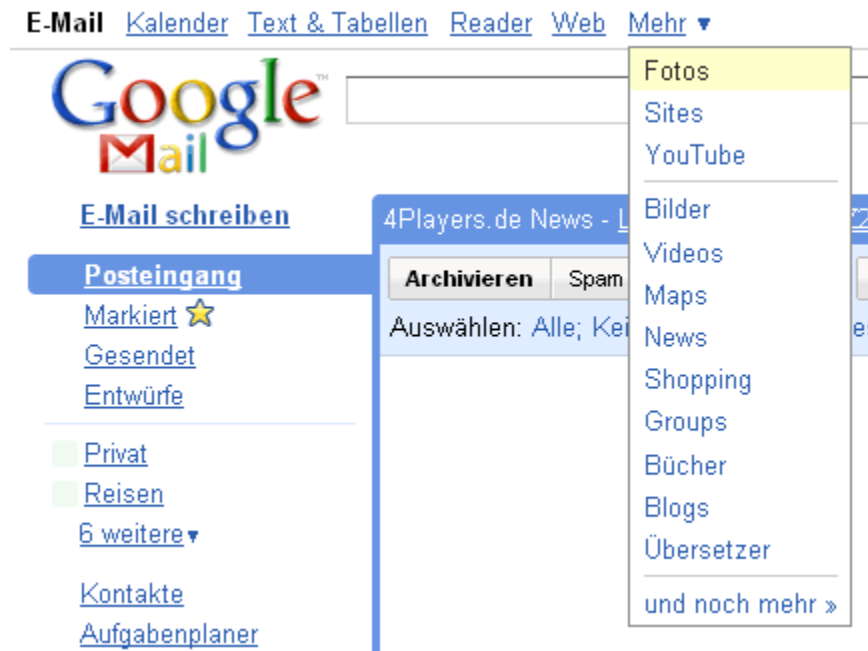 E-Mail Kalender Text & Tabellen Reader Web Mehr ▼
Google™
Mail
Fotos
Sites
YouTube
Bilder
Videos
Maps
News
Shopping
Groups
Bücher
Blogs
Übersetzer
und noch mehr »
E-Mail schreiben
Posteingang
Markiert
Gesendet
Entwürfe
Privat
Reisen
6 weitere ▾
Kontakte
Aufgabenplaner
4Players.de News -
Archivieren Spam
Auswählen: Alle;